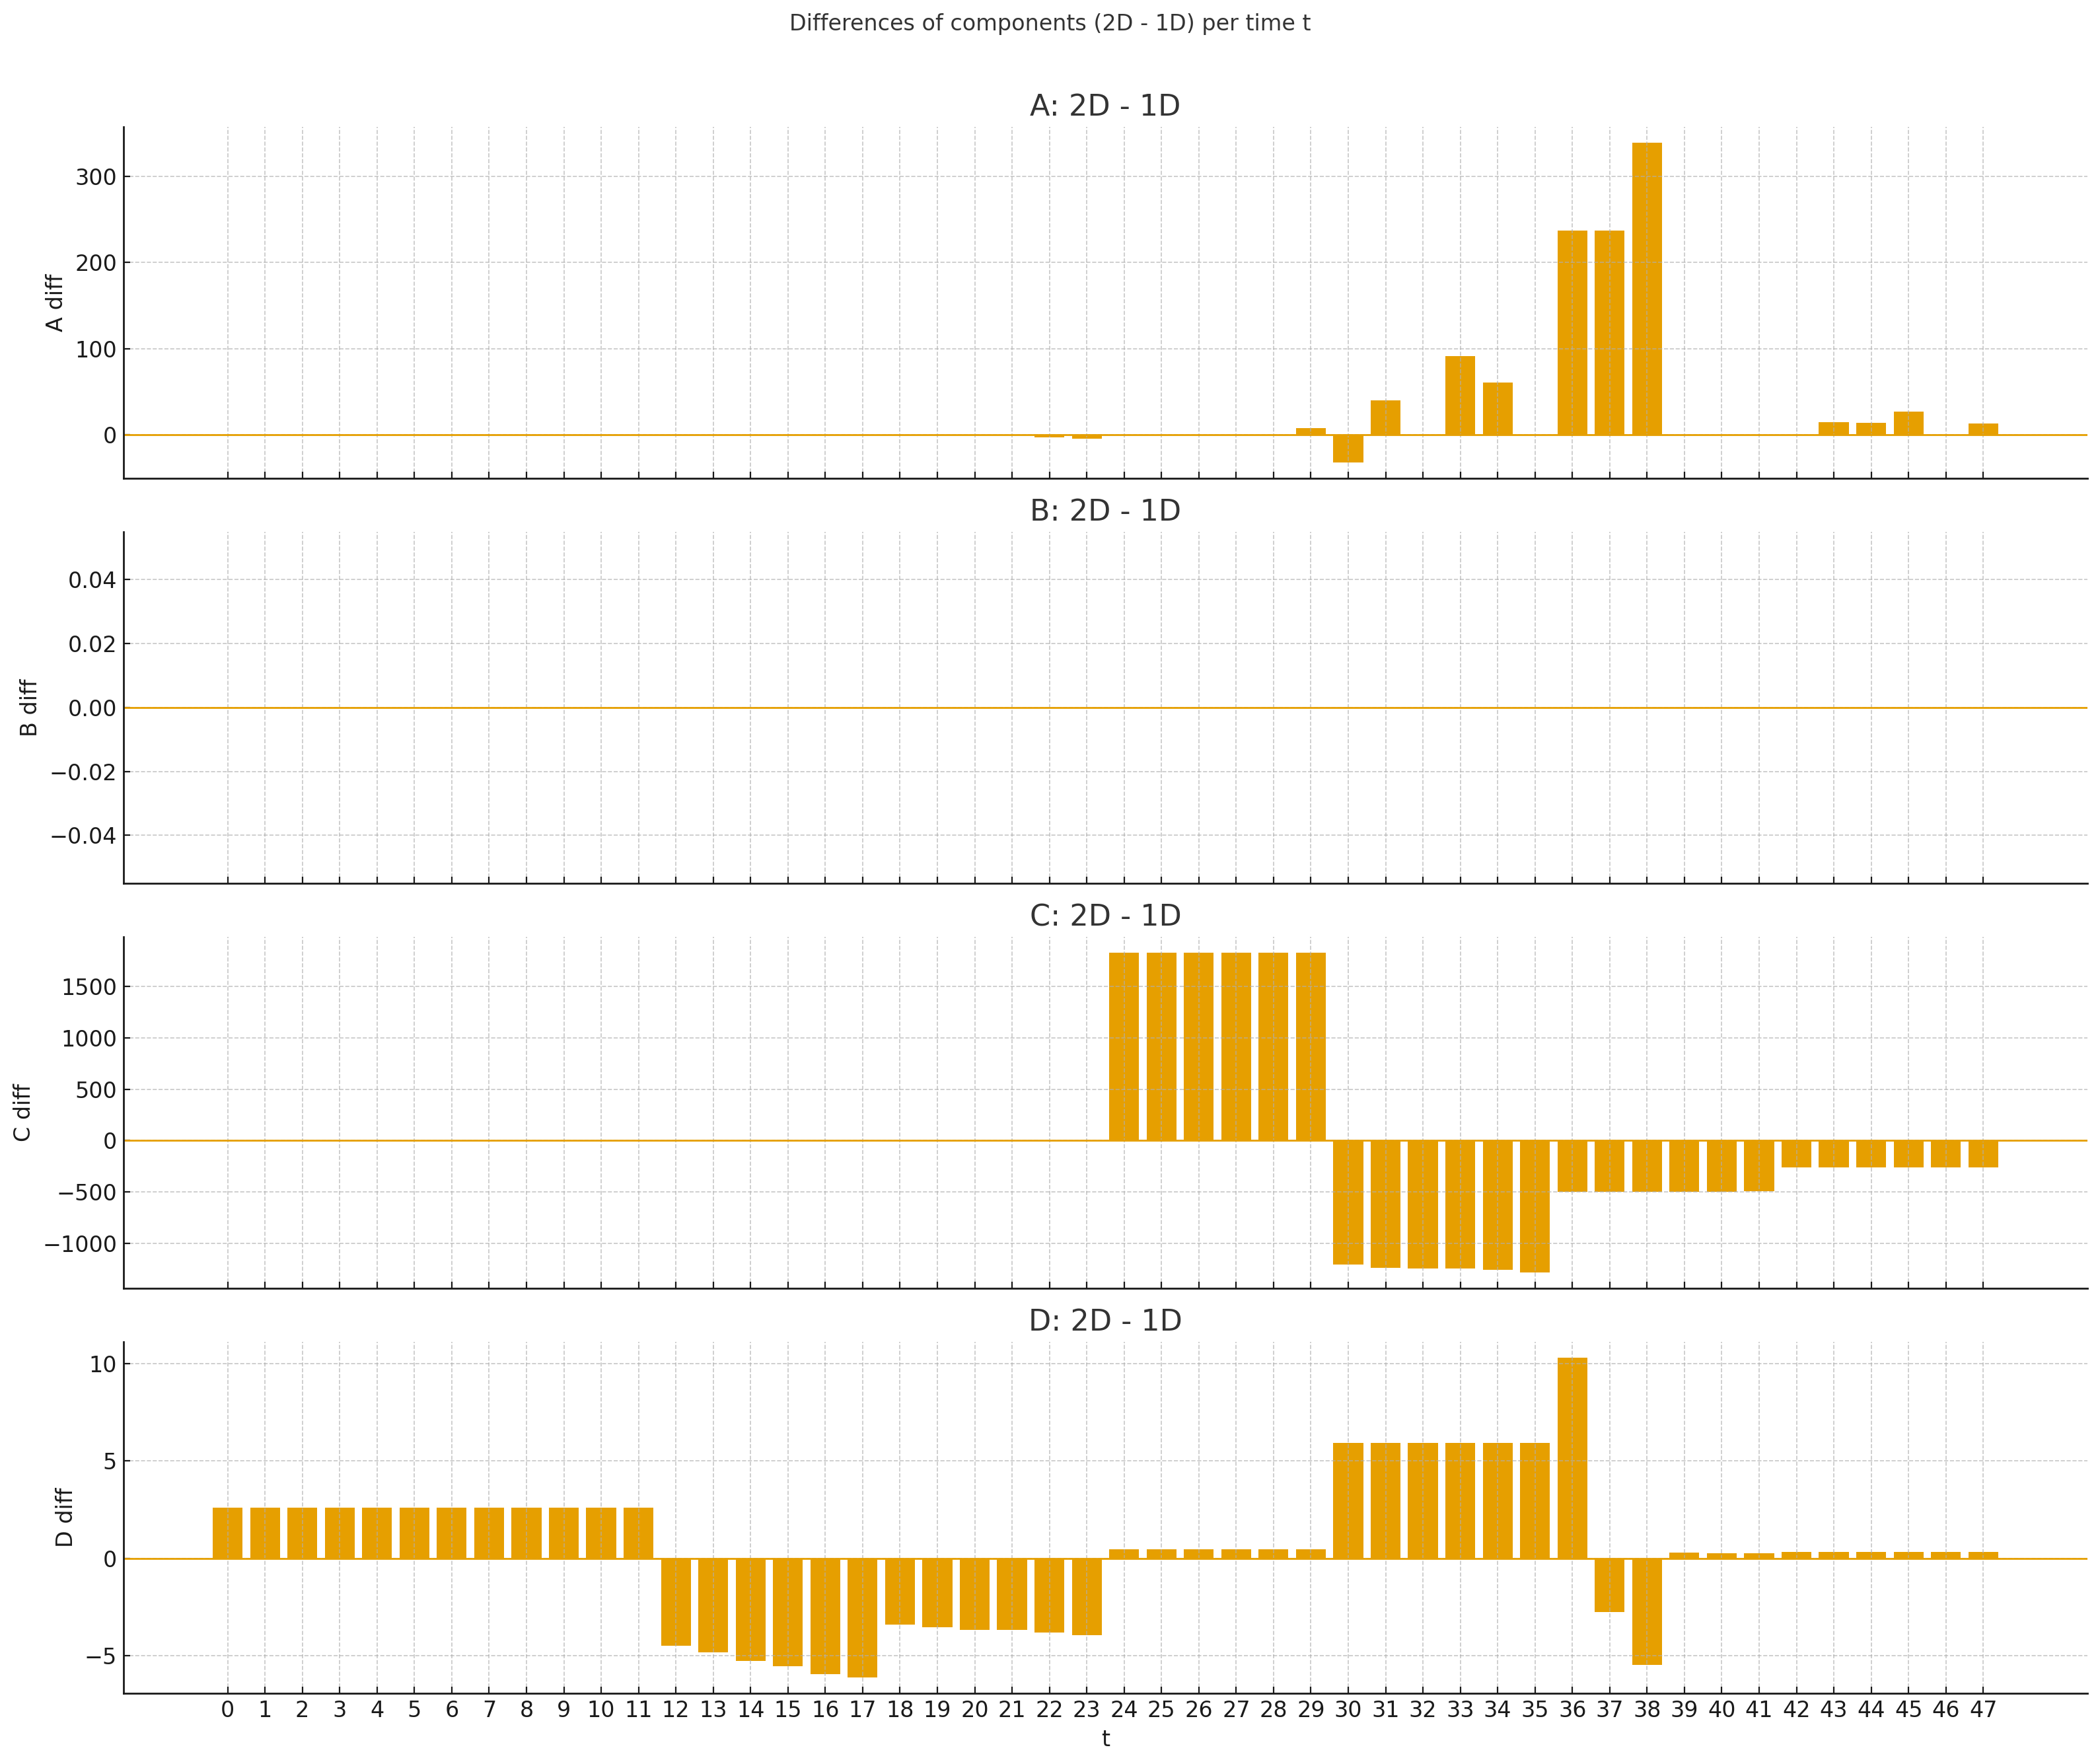 Differences of components (2D - 1D) per time t
A: 2D - 1D
300
200
100
0
A diff
B: 2D - 1D
0.04
0.02
0.00
−0.02
−0.04
B diff
C: 2D - 1D
1500
1000
500
0
−500
−1000
C diff
D: 2D - 1D
10
5
0
−5
D diff
0 1 2 3 4 5 6 7 8 9 10 11 12 13 14 15 16 17 18 19 20 21 22 23 24 25 26 27 28 29 30 31 32 33 34 35 36 37 38 39 40 41 42 43 44 45 46 47
t